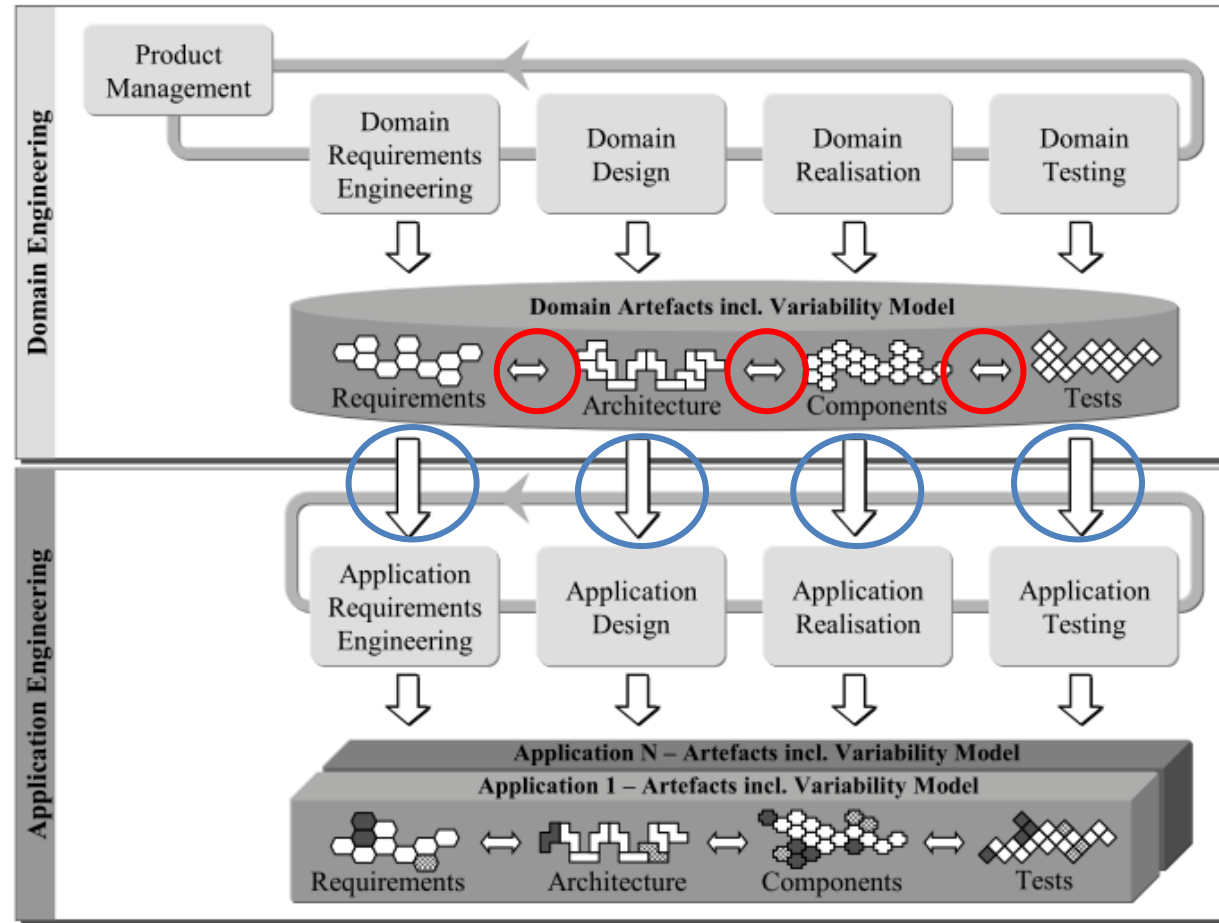 Domain Engineering
Product
Management
Domain
Requirements
Engineering
Domain
Design
Domain
Realisation
Domain
Testing
Domain Artefacts incl. Variability Model
Requirements
Architecture
Components
Tests
Application Engineering
Application
Requirements
Engineering
Application
Design
Application
Realisation
Application
Testing
Application N – Artefacts incl. Variability Model
Application 1 – Artefacts incl. Variability Model
Requirements
Architecture
Components
Tests